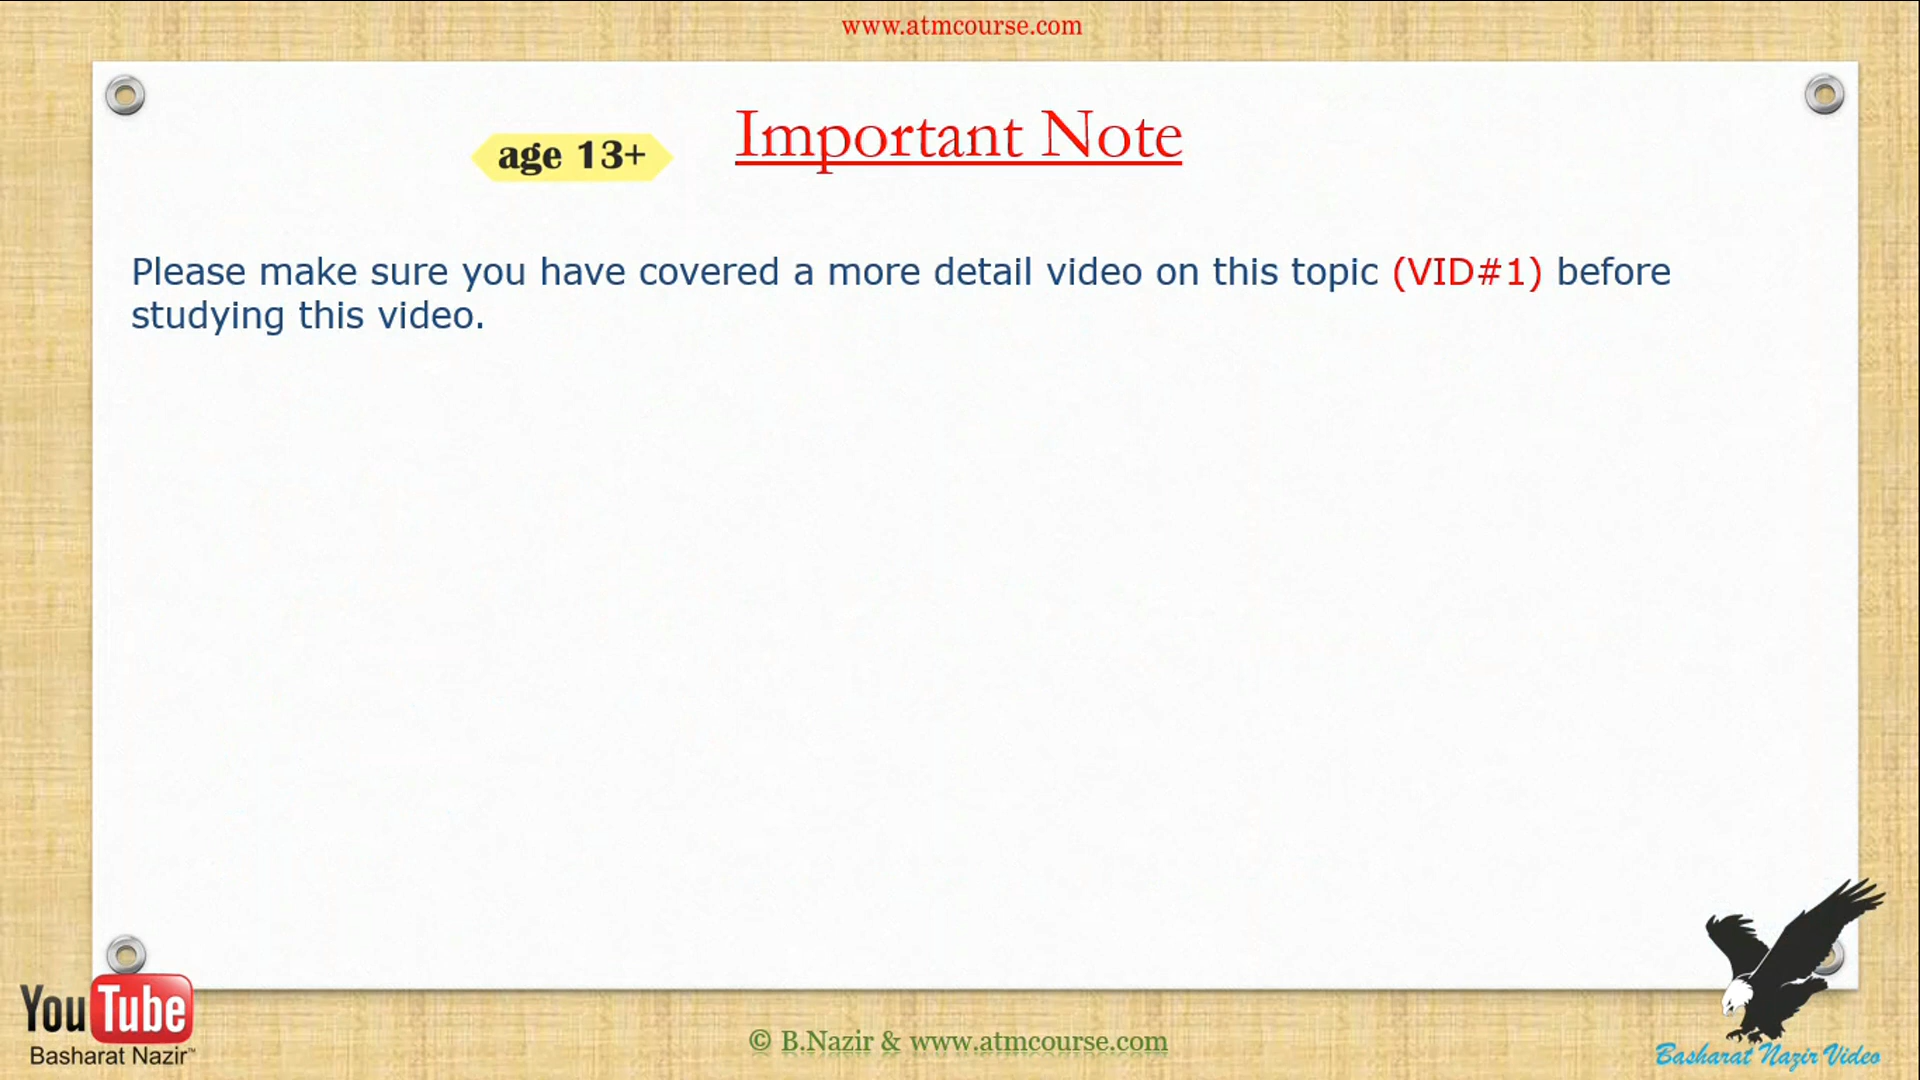 www.atmcourse.com
age 13+
Important Note
Please make sure you have covered a more detail video on this topic (VID#1) before
studying this video.
YouTube
Basharat Nazir™
© B.Nazir & www.atmcourse.com
Basharat Nazir Video